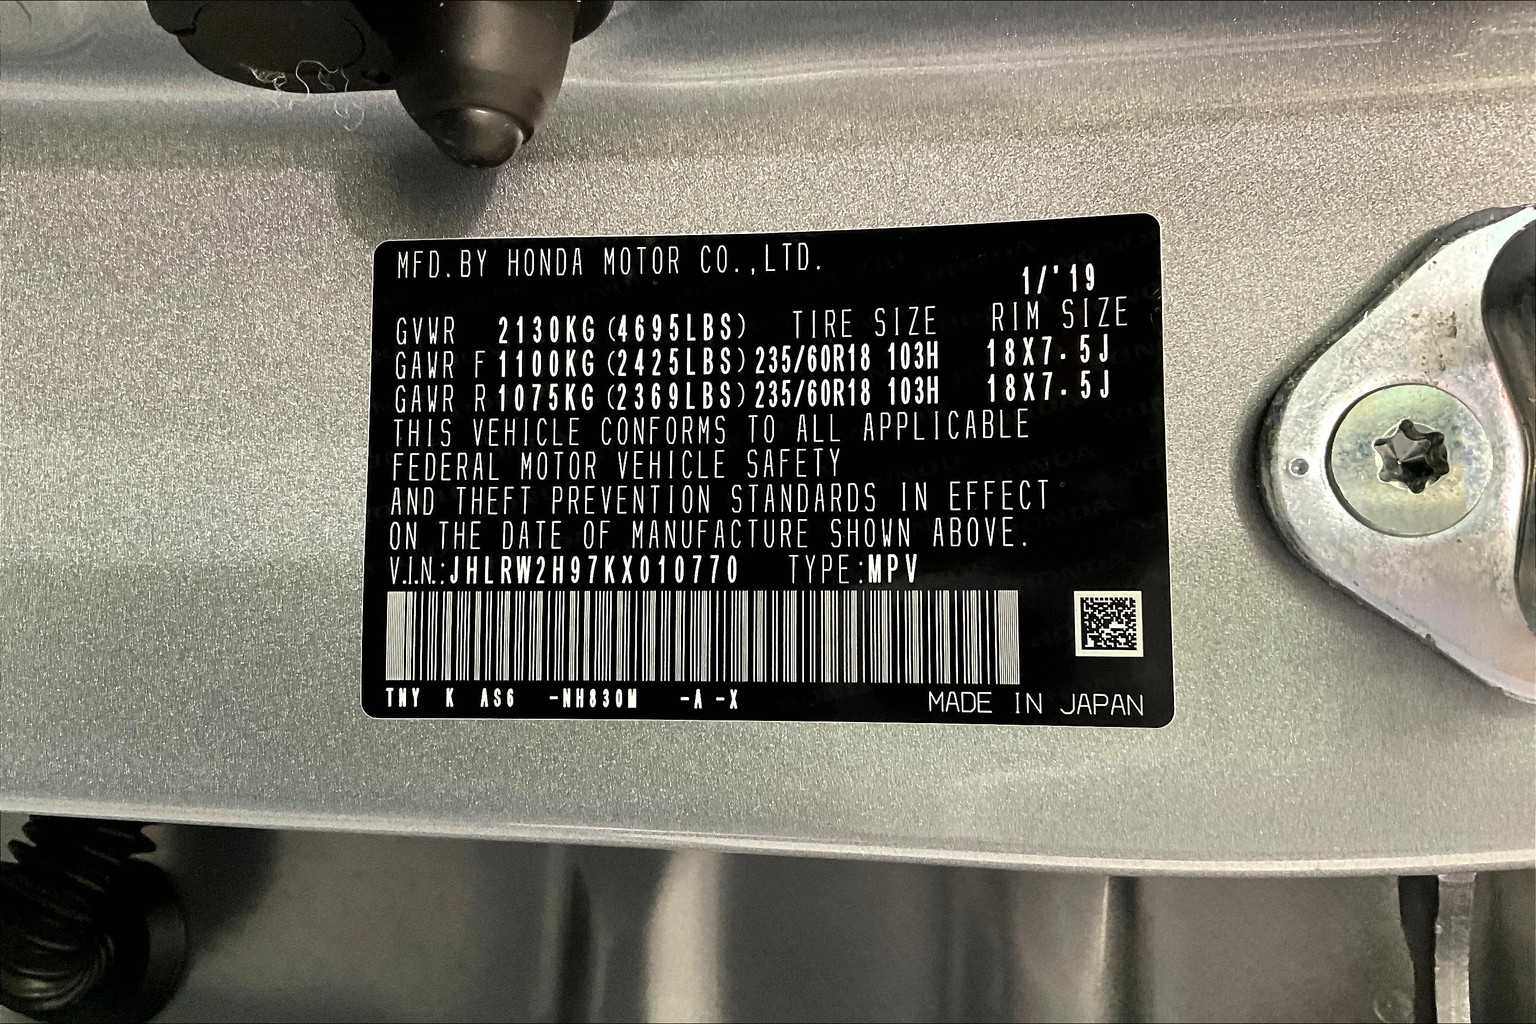 MFD. BY HONDA MOTOR CO., LTD.
1/'19
GVWR 2130KG (4695LBS) TIRE SIZE RIM SIZE
GAWR F 1100KG (2425LBS) 235/60R18 103H 18X7.5J
GAWR R 1075KG (2369LBS) 235/60R18 103H 18X7.5J
THIS VEHICLE CONFORMS TO ALL APPLICABLE
FEDERAL MOTOR VEHICLE SAFETY
AND THEFT PREVENTION STANDARDS IN EFFECT
ON THE DATE OF MANUFACTURE SHOWN ABOVE.
V.I.N.: JHLRW2H97KX010770 TYPE: MPV
TNY K AS6 -NH830M -A -X MADE IN JAPAN